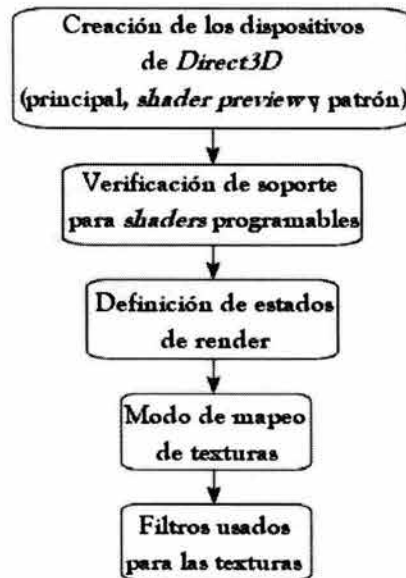 Creación de los dispositivos
de Direct3D
(principal, shader preview y patrón)
Verificación de soporte
para shaders programables
Definición de estados
de render
Modo de mapeo
de texturas
Filtros usados
para las texturas